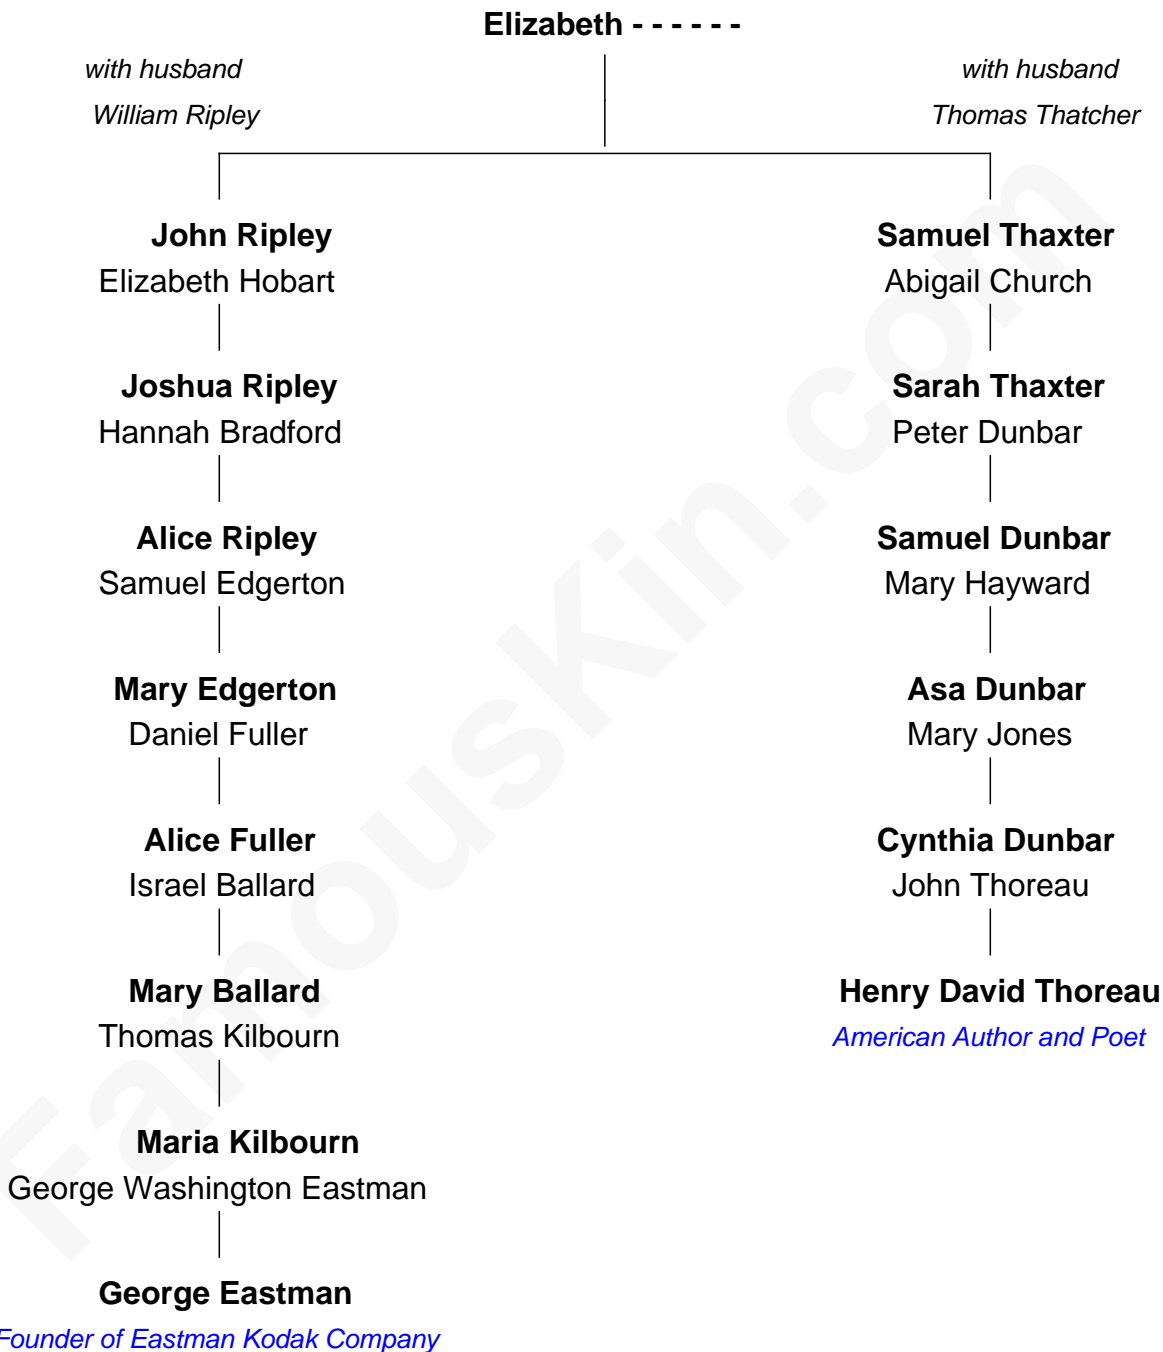 Elizabeth - - - - - -
with husband
William Ripley
with husband
Thomas Thatcher
John Ripley
Elizabeth Hobart
Joshua Ripley
Hannah Bradford
Alice Ripley
Samuel Edgerton
Mary Edgerton
Daniel Fuller
Alice Fuller
Israel Ballard
Mary Ballard
Thomas Kilbourn
Maria Kilbourn
George Washington Eastman
George Eastman
Founder of Eastman Kodak Company
Samuel Thaxter
Abigail Church
Sarah Thaxter
Peter Dunbar
Samuel Dunbar
Mary Hayward
Asa Dunbar
Mary Jones
Cynthia Dunbar
John Thoreau
Henry David Thoreau
American Author and Poet
FamousKin.com